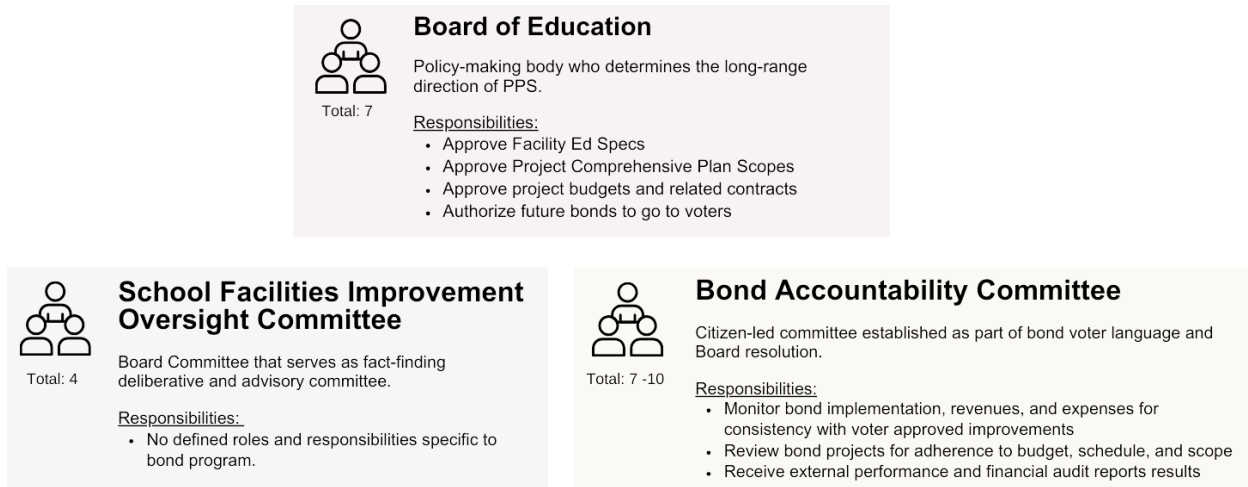 Board of Education
Policy-making body who determines the long-range
direction of PPS.
Total: 7
Responsibilities:
• Approve Facility Ed Specs
• Approve Project Comprehensive Plan Scopes
• Approve project budgets and related contracts
• Authorize future bonds to go to voters
School Facilities Improvement
Oversight Committee
Board Committee that serves as fact-finding
deliberative and advisory committee.
Total: 4
Responsibilities:
• No defined roles and responsibilities specific to
bond program.
Bond Accountability Committee
Citizen-led committee established as part of bond voter language and
Board resolution.
Total: 7 -10
Responsibilities:
• Monitor bond implementation, revenues, and expenses for
consistency with voter approved improvements
• Review bond projects for adherence to budget, schedule, and scope
• Receive external performance and financial audit reports results